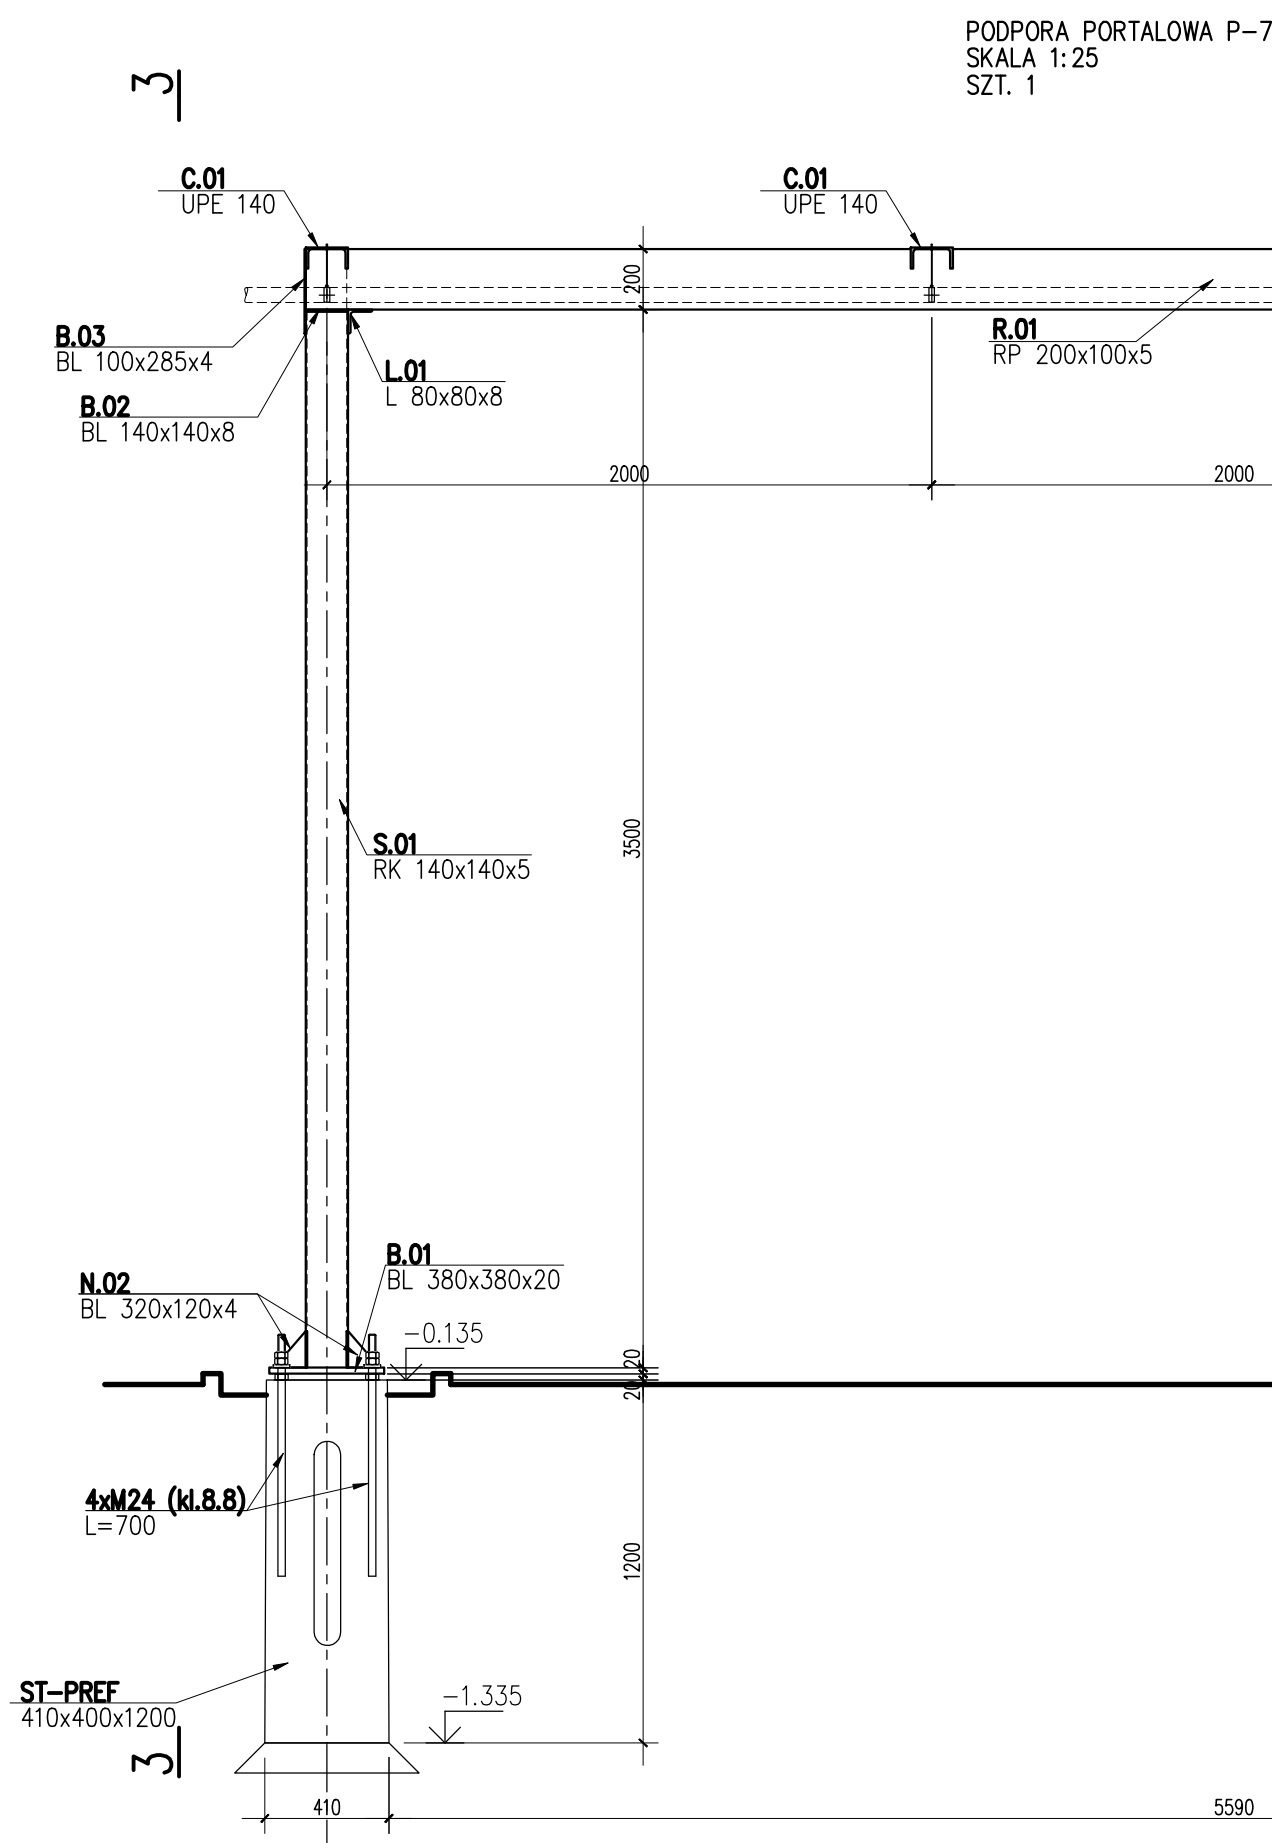 PODPORA PORTALOWA P-7
SKALA 1:25
SZT. 1
3
C.01
UPE 140
C.01
UPE 140
200
B.03
BL 100x285x4
R.01
RP 200x100x5
L.01
L 80x80x8
B.02
BL 140x140x8
2000
2000
3500
S.01
RK 140x140x5
B.01
BL 380x380x20
N.02
BL 320x120x4
-0.135
20
20
4xM24 (kl.8.8)
L=700
1200
ST-PREF
410x400x1200
-1.335
3
410
5590